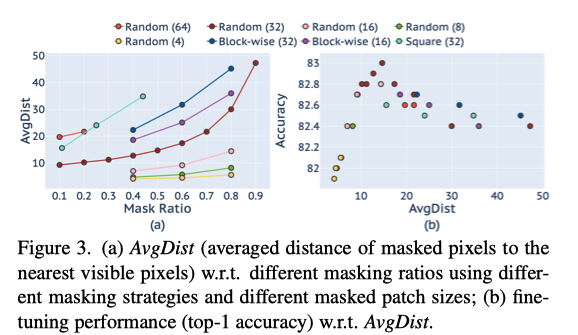 Random (64) Random (32) Random (16) Random (8)
Random (4) Block-wise (32) Block-wise (16) Square (32)
50
40
30
20
10
AvgDist
0.1 0.2 0.3 0.4 0.5 0.6 0.7 0.8 0.9
Mask Ratio
(a)
83
82.8
82.6
82.4
82.2
82
Accuracy
10 20 30 40 50
AvgDist
(b)
Figure 3. (a) AvgDist (averaged distance of masked pixels to the
nearest visible pixels) w.r.t. different masking ratios using differ-
ent masking strategies and different masked patch sizes; (b) fine-
tuning performance (top-1 accuracy) w.r.t. AvgDist.